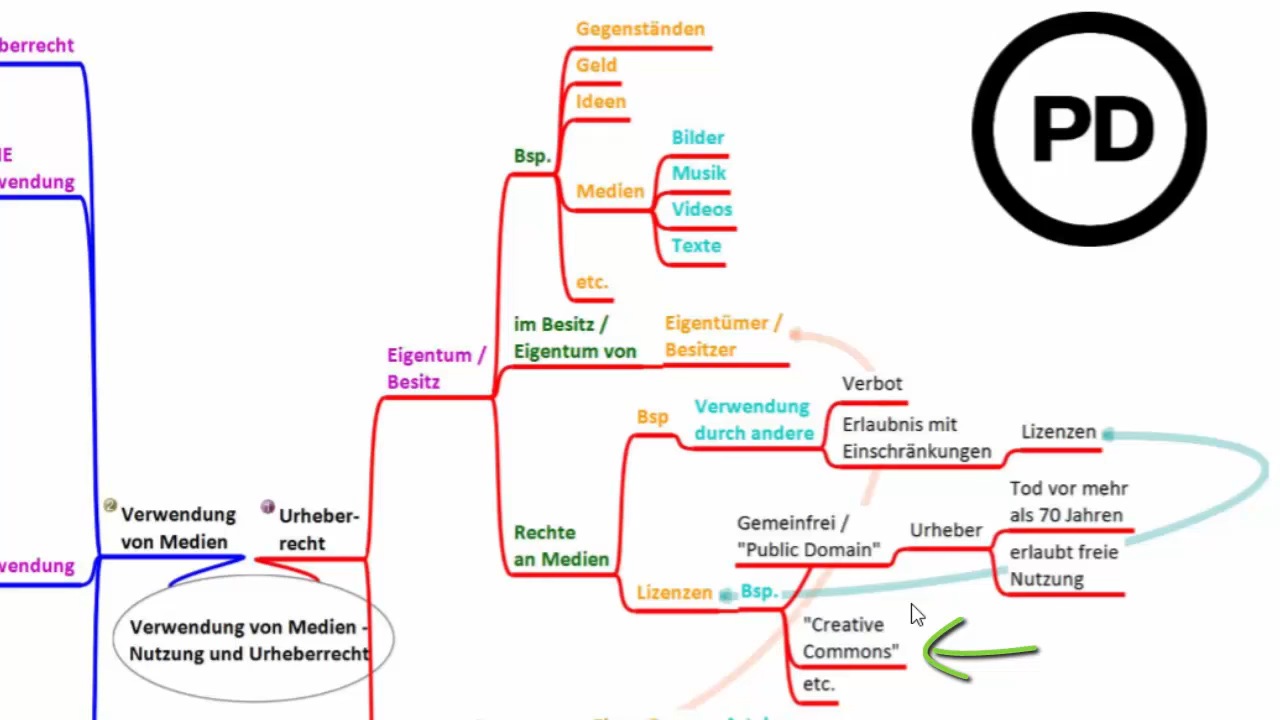 berrecht
wendung
wendung
Verwendung
von Medien
Urheber-
recht
Verwendung von Medien -
Nutzung und Urheberrecht
Eigentum /
Besitz
Bsp.
Gegenständen
Geld
Ideen
Medien
Bilder
Musik
Videos
Texte
etc.
im Besitz /
Eigentum von
Eigentümer /
Besitzer
Rechte
an Medien
Bsp
Verwendung
durch andere
Verbot
Erlaubnis mit
Einschränkungen
Lizenzen
Lizenzen
Bsp.
Gemeinfrei /
"Public Domain"
Urheber
Tod vor mehr
als 70 Jahren
erlaubt freie
Nutzung
"Creative
Commons"
etc.
PD